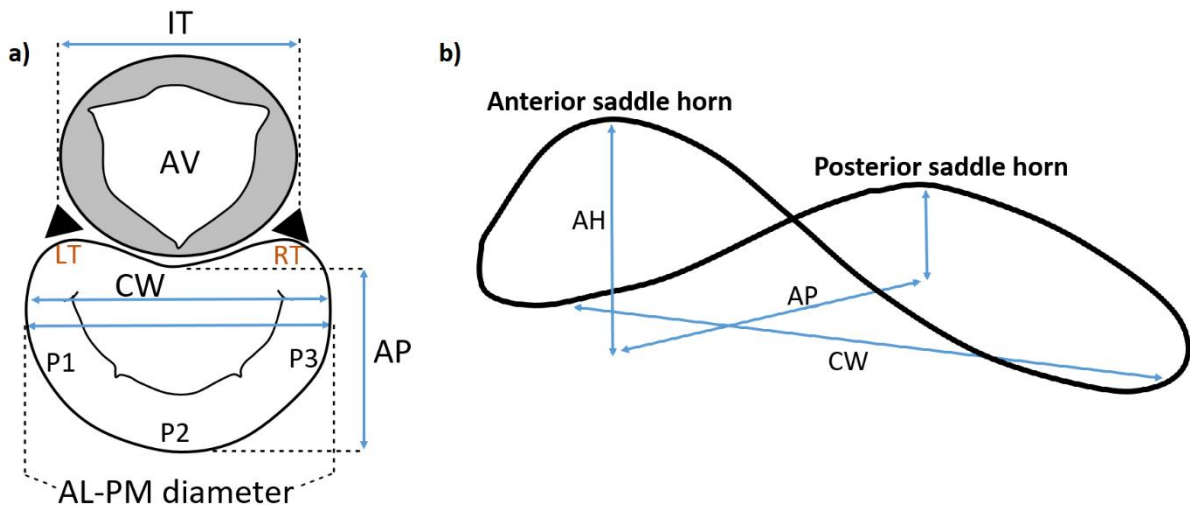 a)
IT
AV
LT
RT
CW
AP
P1
P3
P2
AL-PM diameter
b)
Anterior saddle horn
Posterior saddle horn
AH
AP
CW